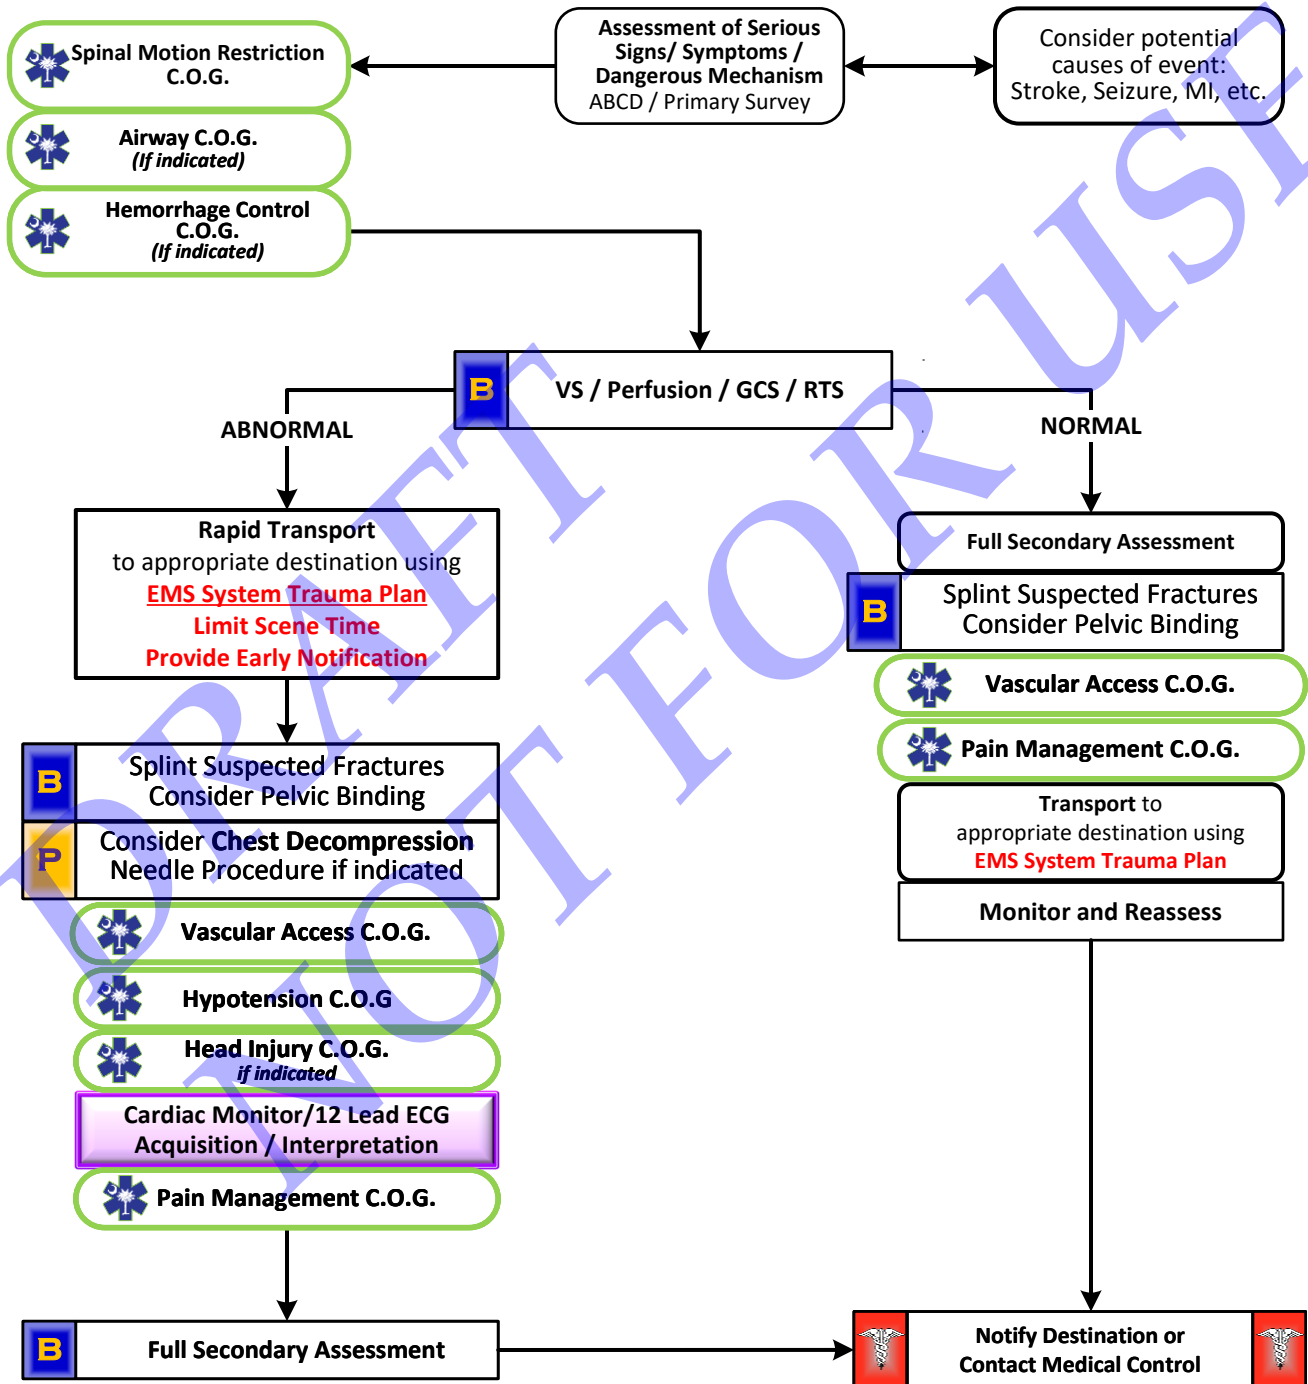 Spinal Motion Restriction
C.O.G.
Assessment of Serious
Signs/ Symptoms /
Dangerous Mechanism
ABCD / Primary Survey
Consider potential
causes of event:
Stroke, Seizure, MI, etc.
Airway C.O.G.
(If indicated)
Hemorrhage Control
C.O.G.
(If indicated)
B
VS / Perfusion / GCS / RTS
ABNORMAL
NORMAL
Rapid Transport
to appropriate destination using
EMS System Trauma Plan
Limit Scene Time
Provide Early Notification
B
Splint Suspected Fractures
Consider Pelvic Binding
P
Consider Chest Decompression
Needle Procedure if indicated
Vascular Access C.O.G.
Hypotension C.O.G
Head Injury C.O.G.
if indicated
Cardiac Monitor/12 Lead ECG
Acquisition / Interpretation
Pain Management C.O.G.
B
Full Secondary Assessment
Full Secondary Assessment
B
Splint Suspected Fractures
Consider Pelvic Binding
Vascular Access C.O.G.
Pain Management C.O.G.
Transport to
appropriate destination using
EMS System Trauma Plan
Monitor and Reassess
Notify Destination or
Contact Medical Control
DRAFT
NOT FOR USE